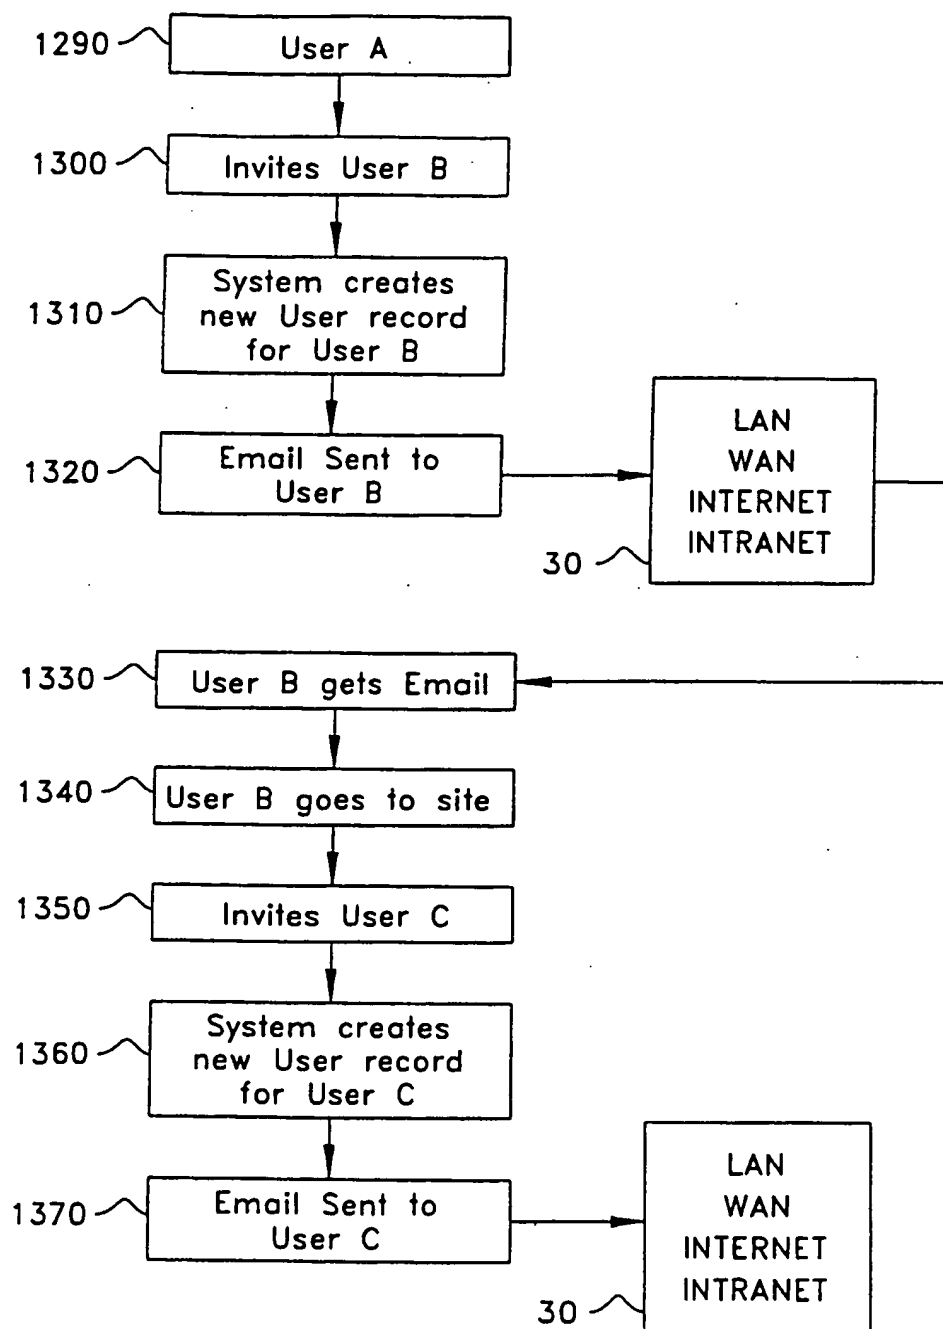 1290
User A
1300
Invites User B
1310
System creates
new User record
for User B
1320
Email Sent to
User B
LAN
WAN
INTERNET
INTRANET
30
1330
User B gets Email
1340
User B goes to site
1350
Invites User C
1360
System creates
new User record
for User C
1370
Email Sent to
User C
LAN
WAN
INTERNET
INTRANET
30